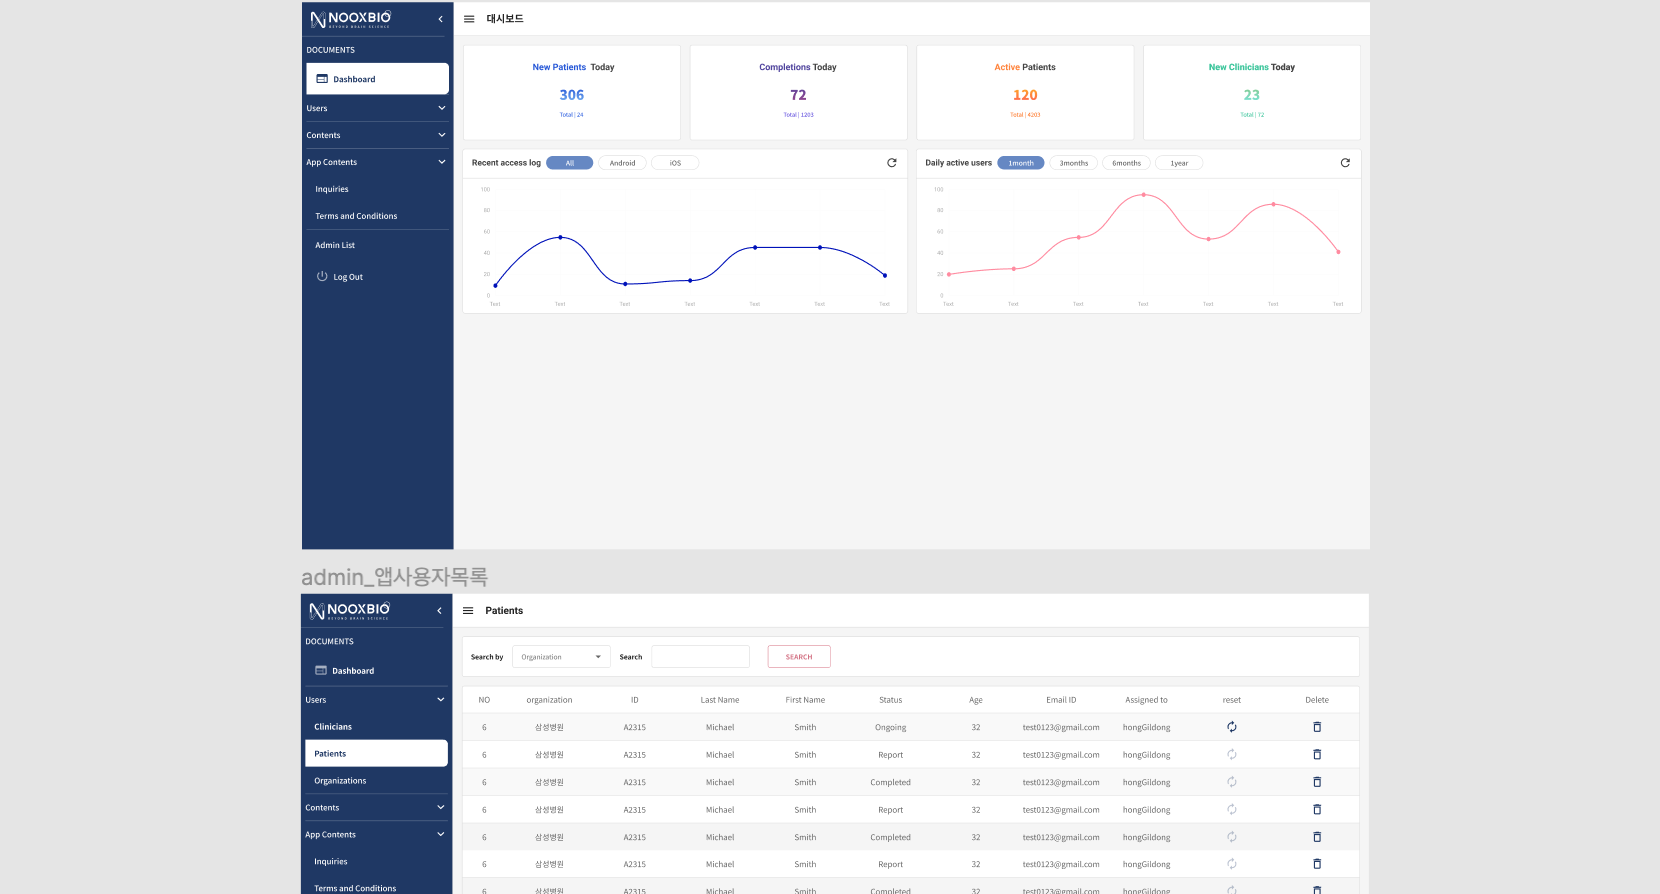 NOOXBIO
BEYOND BRAIN SCIENCE
대시보드
DOCUMENTS
Dashboard
Users
Contents
App Contents
Inquiries
Terms and Conditions
Admin List
Log Out
New Patients Today
306
Total | 24
Completions Today
72
Total | 1203
Active Patients
120
Total | 4203
New Clinicians Today
23
Total | 72
Recent access log All Android iOS
100
80
60
40
20
0
Text Text Text Text Text Text Text
Daily active users 1month 3months 6months 1year
100
80
60
40
20
0
Text Text Text Text Text Text Text
admin_앱사용자목록
NOOXBIO
BEYOND BRAIN SCIENCE
Patients
DOCUMENTS
Dashboard
Users
Clinicians
Patients
Organizations
Contents
App Contents
Inquiries
Terms and Conditions
Search by Organization Search SEARCH
NO organization ID Last Name First Name Status Age Email ID Assigned to reset Delete
6 삼성병원 A2315 Michael Smith Ongoing 32 test0123@gmail.com hongGildong
6 삼성병원 A2315 Michael Smith Report 32 test0123@gmail.com hongGildong
6 삼성병원 A2315 Michael Smith Completed 32 test0123@gmail.com hongGildong
6 삼성병원 A2315 Michael Smith Report 32 test0123@gmail.com hongGildong
6 삼성병원 A2315 Michael Smith Completed 32 test0123@gmail.com hongGildong
6 삼성병원 A2315 Michael Smith Report 32 test0123@gmail.com hongGildong
6 삼성병원 A2315 Michael Smith Completed 32 test0123@gmail.com hongGildong